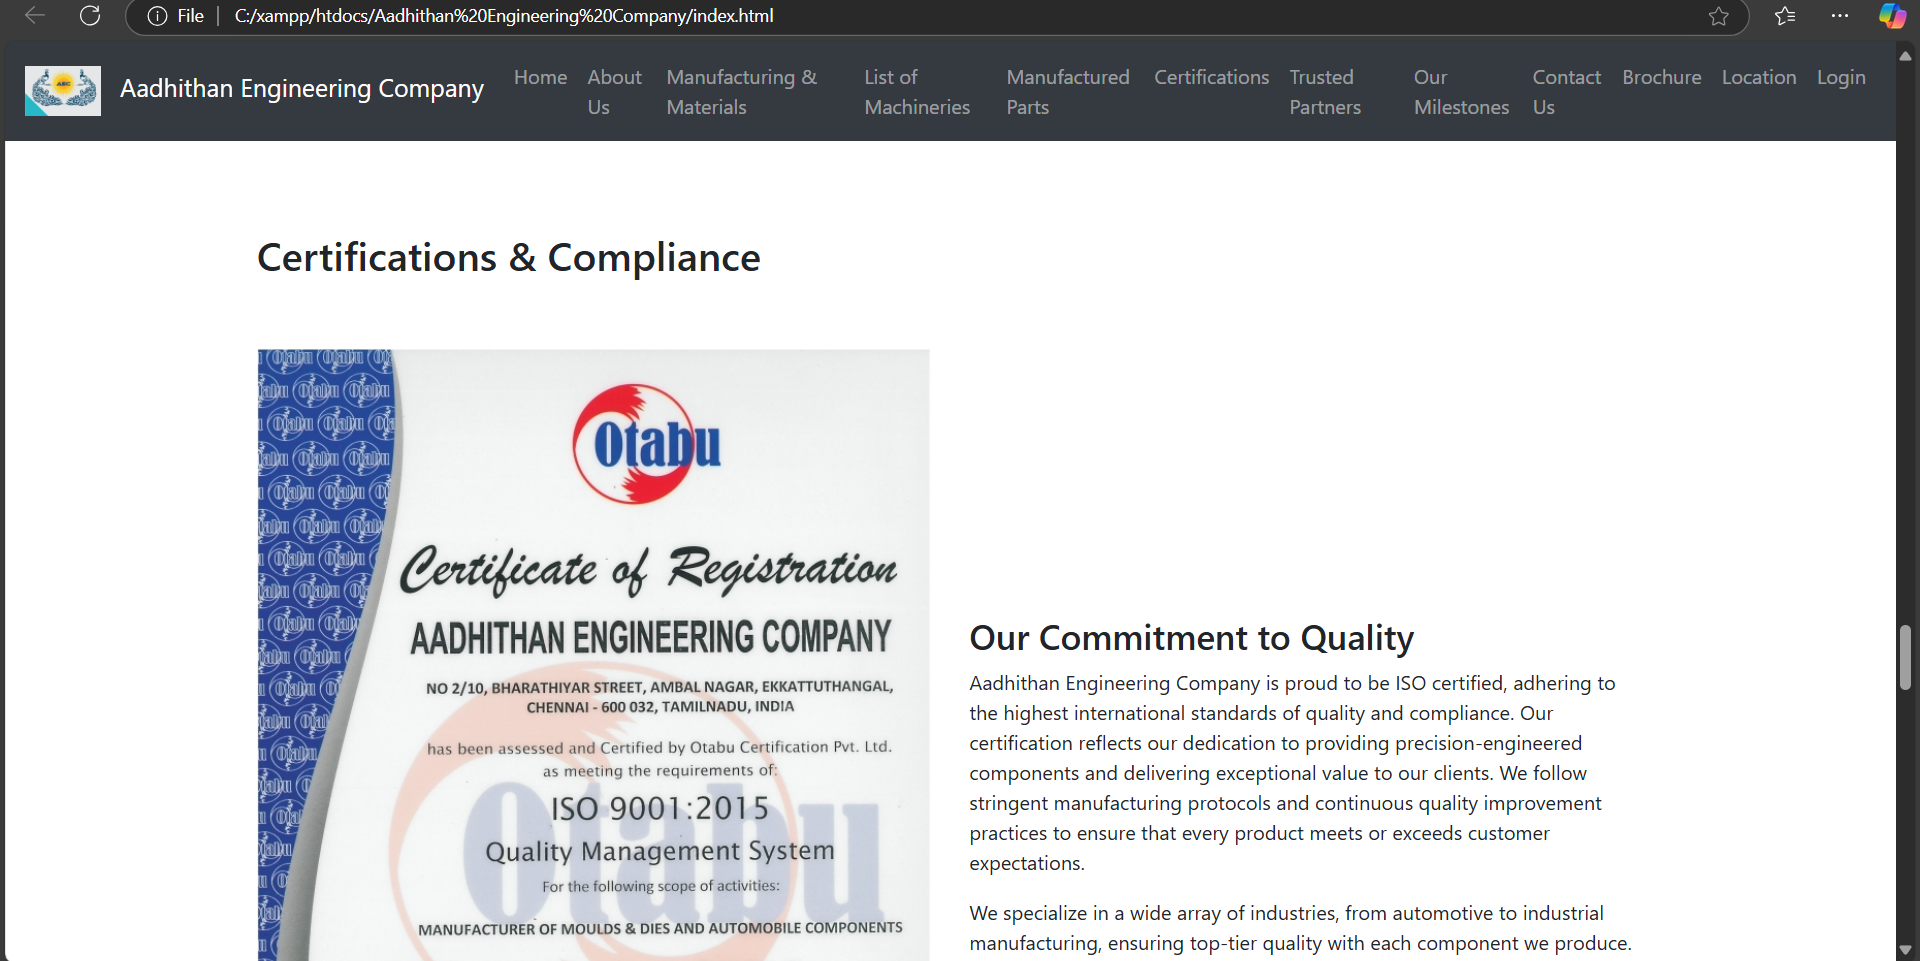 File
C:/xampp/htdocs/Aadhithan%20Engineering%20Company/index.html
AEC
Aadhithan Engineering Company
Home
About
Us
Manufacturing &
Materials
List of
Machineries
Manufactured
Parts
Certifications
Trusted
Partners
Our
Milestones
Contact
Us
Brochure
Location
Login
Certifications & Compliance
Otabu
Certificate of Registration
AADHITHAN ENGINEERING COMPANY
NO 2/10, BHARATHIYAR STREET, AMBAL NAGAR, EKKATTUTHANGAL,
CHENNAI - 600 032, TAMILNADU, INDIA
has been assessed and Certified by Otabu Certification Pvt. Ltd.
as meeting the requirements of:
ISO 9001:2015
Quality Management System
For the following scope of activities:
MANUFACTURER OF MOULDS & DIES AND AUTOMOBILE COMPONENTS
Otabu
Our Commitment to Quality
Aadhithan Engineering Company is proud to be ISO certified, adhering to
the highest international standards of quality and compliance. Our
certification reflects our dedication to providing precision-engineered
components and delivering exceptional value to our clients. We follow
stringent manufacturing protocols and continuous quality improvement
practices to ensure that every product meets or exceeds customer
expectations.
We specialize in a wide array of industries, from automotive to industrial
manufacturing, ensuring top-tier quality with each component we produce.